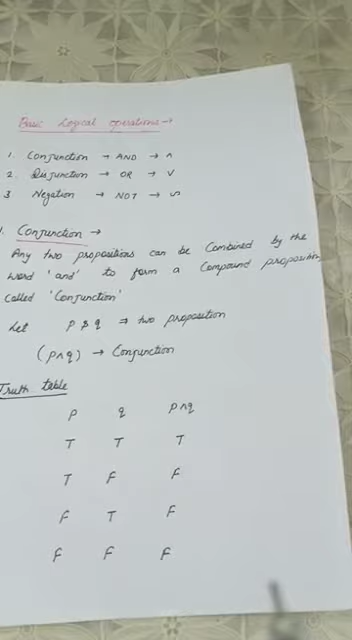 Basic Logical operations →
1. Conjunction → AND → ∧
2. Disjunction → OR → ∨
3 Negation → NOT → ∽
1. Conjunction →
Any two propositions can be Combined by the
word 'and' to form a Compound proposition
called 'Conjunction'
Let p & q ⇒ two proposition
(p∧q) → Conjunction
Truth table
p q p∧q
T T T
T F F
F T F
F F F